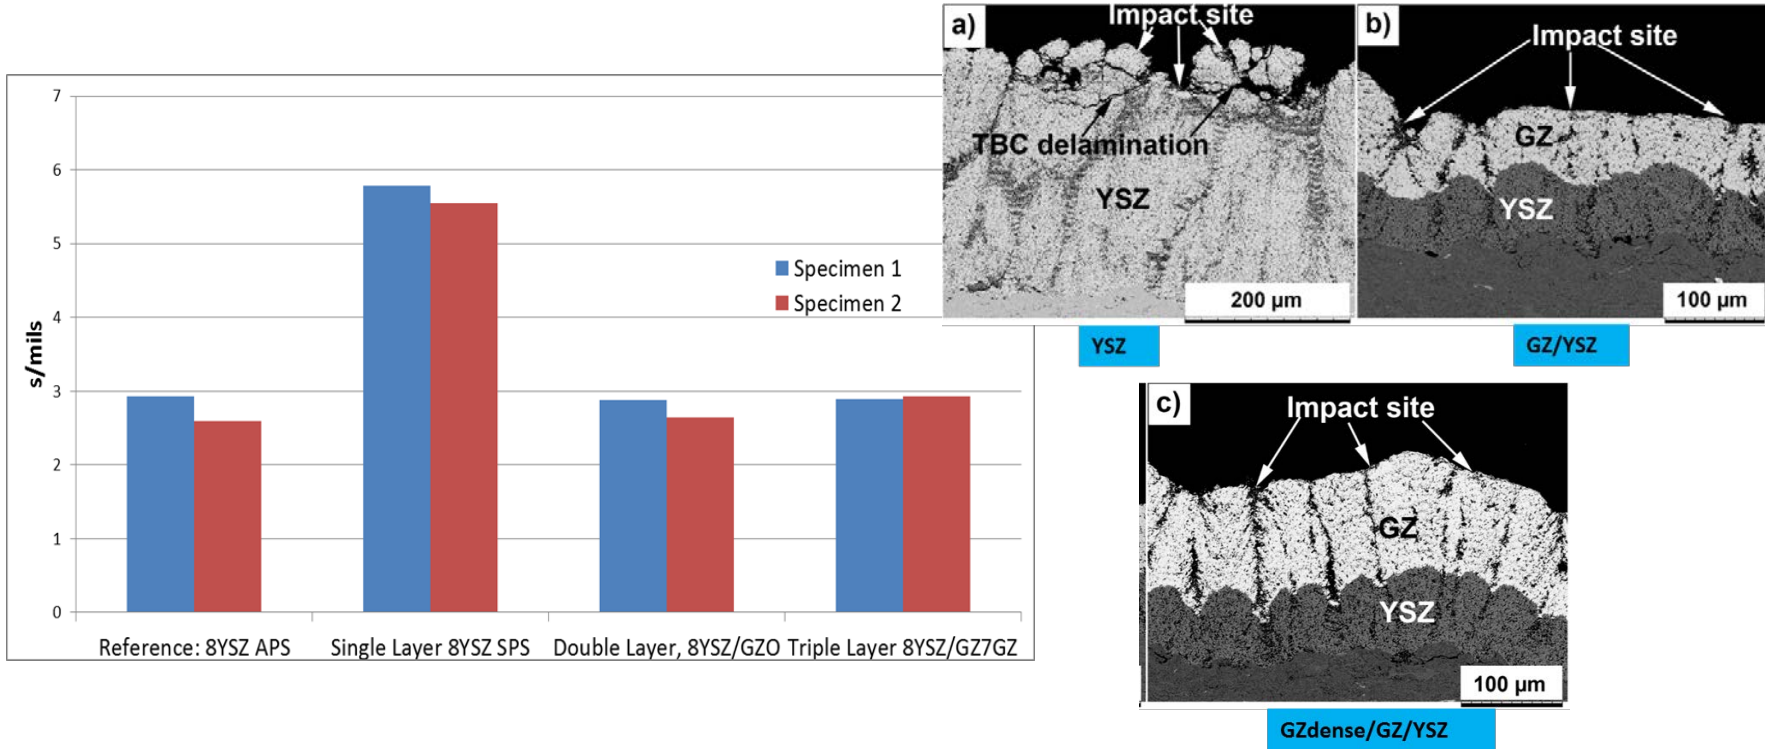 7
6
5
4
3
2
1
0
s/mils
Specimen 1
Specimen 2
Reference: 8YSZ APS
Single Layer 8YSZ SPS
Double Layer, 8YSZ/GZO
Triple Layer 8YSZ/GZ7GZ
a)
Impact site
TBC delamination
YSZ
200 µm
YSZ
b)
Impact site
GZ
YSZ
100 µm
GZ/YSZ
c)
Impact site
GZ
YSZ
100 µm
GZdense/GZ/YSZ